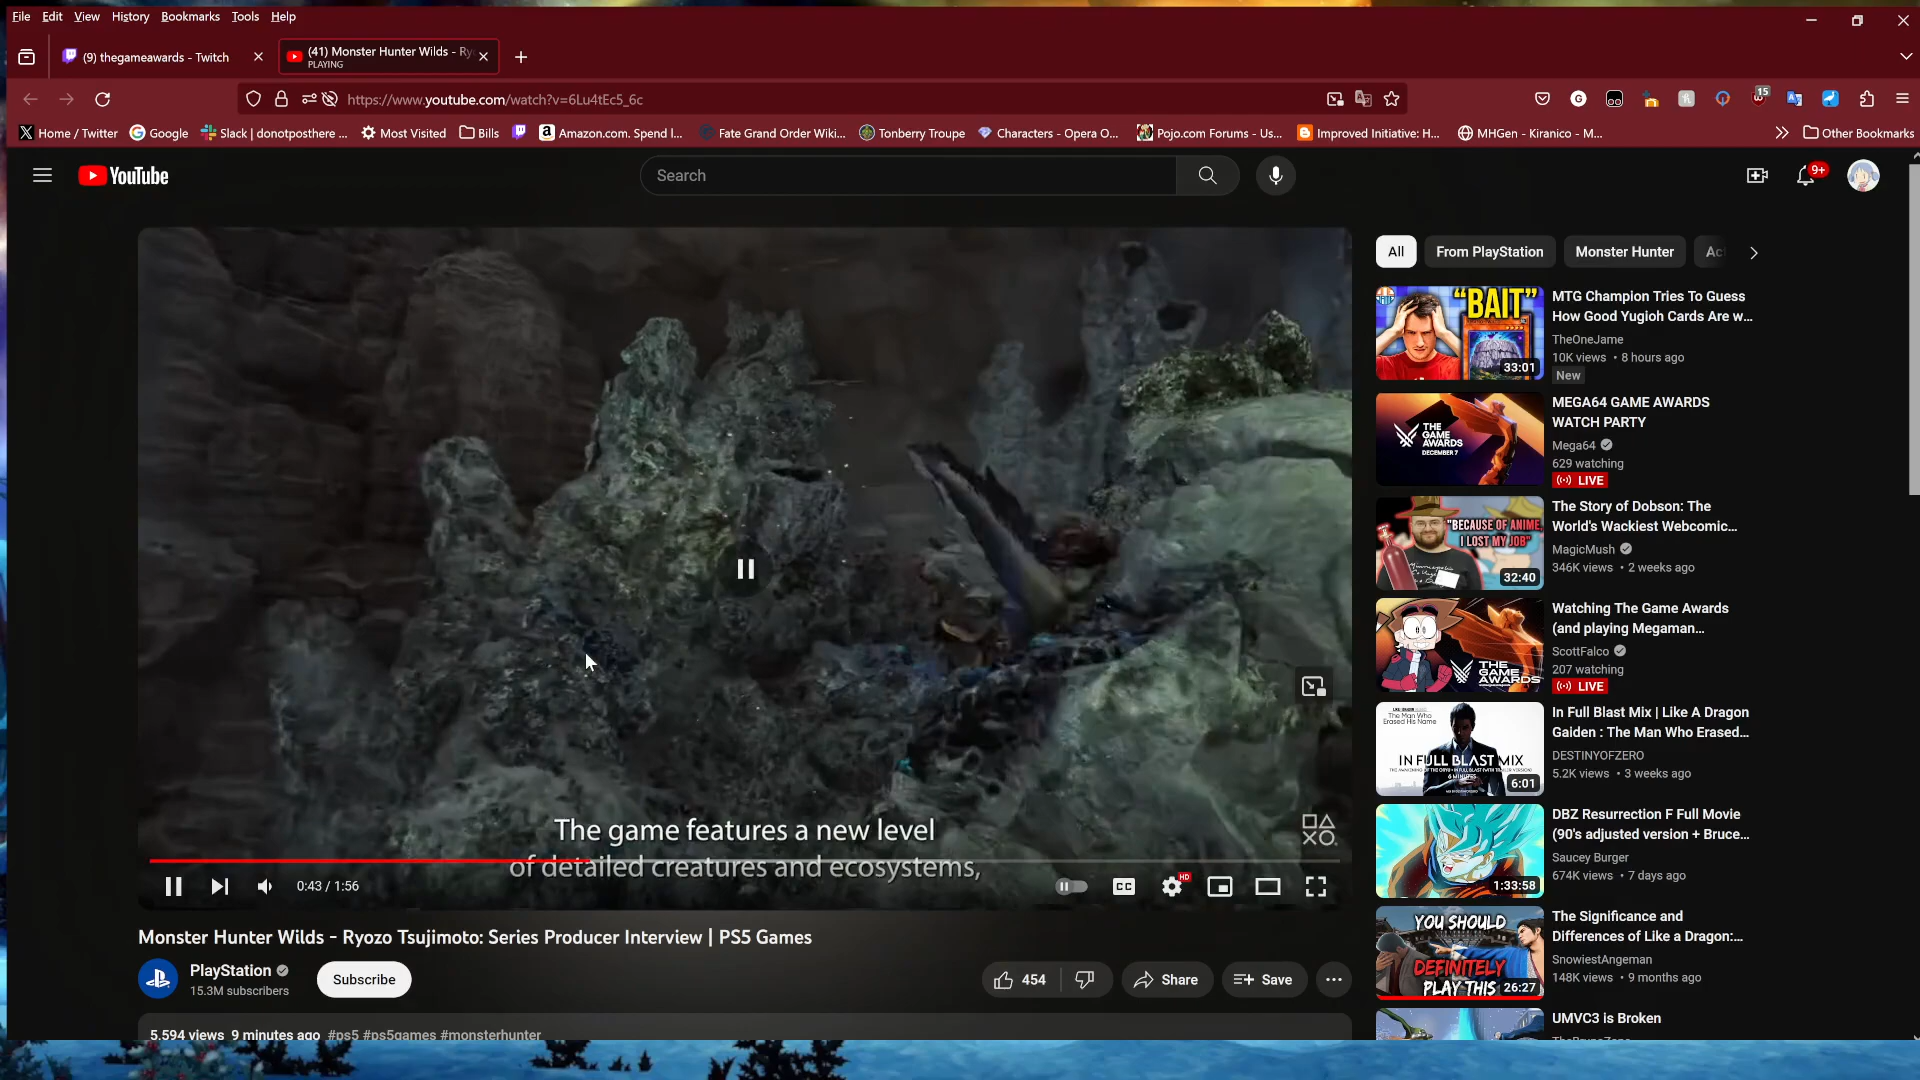 File Edit View History Bookmarks Tools Help
(9) thegameawards - Twitch
(41) Monster Hunter Wilds - Ry
PLAYING
https://www.youtube.com/watch?v=6Lu4tEc5_6c
15
Home / Twitter Google Slack | donotposthere ... Most Visited Bills Amazon.com. Spend l... Fate Grand Order Wiki... Tonberry Troupe Characters - Opera O... Pojo.com Forums - Us... Improved Initiative: H... MHGen - Kiranico - M... Other Bookmarks
YouTube
Search
9+
All From PlayStation Monster Hunter Ac
"BAIT"
33:01
MTG Champion Tries To Guess
How Good Yugioh Cards Are w...
TheOneJame
10K views • 8 hours ago
New
THE
GAME
AWARDS
DECEMBER 7
MEGA64 GAME AWARDS
WATCH PARTY
Mega64
629 watching
LIVE
"BECAUSE OF ANIME,
I LOST MY JOB"
32:40
The Story of Dobson: The
World's Wackiest Webcomic...
MagicMush
346K views • 2 weeks ago
THE
GAME
AWARDS
Watching The Game Awards
(and playing Megaman...
ScottFalco
207 watching
LIVE
The Man Who
Erased His Name
IN FULL BLAST MIX
6 MINUTES
6:01
In Full Blast Mix | Like A Dragon
Gaiden : The Man Who Erased...
DESTINYOFZERO
5.2K views • 3 weeks ago
1:33:58
DBZ Resurrection F Full Movie
(90's adjusted version + Bruce...
Saucey Burger
674K views • 7 days ago
YOU SHOULD
DEFINITELY
PLAY THIS
26:27
The Significance and
Differences of Like a Dragon:...
SnowiestAngeman
148K views • 9 months ago
UMVC3 is Broken
The game features a new level
of detailed creatures and ecosystems,
0:43 / 1:56
CC
HD
Monster Hunter Wilds - Ryozo Tsujimoto: Series Producer Interview | PS5 Games
PlayStation
15.3M subscribers
Subscribe
454
Share
Save
5,594 views 9 minutes ago #ps5 #ps5games #monsterhunter